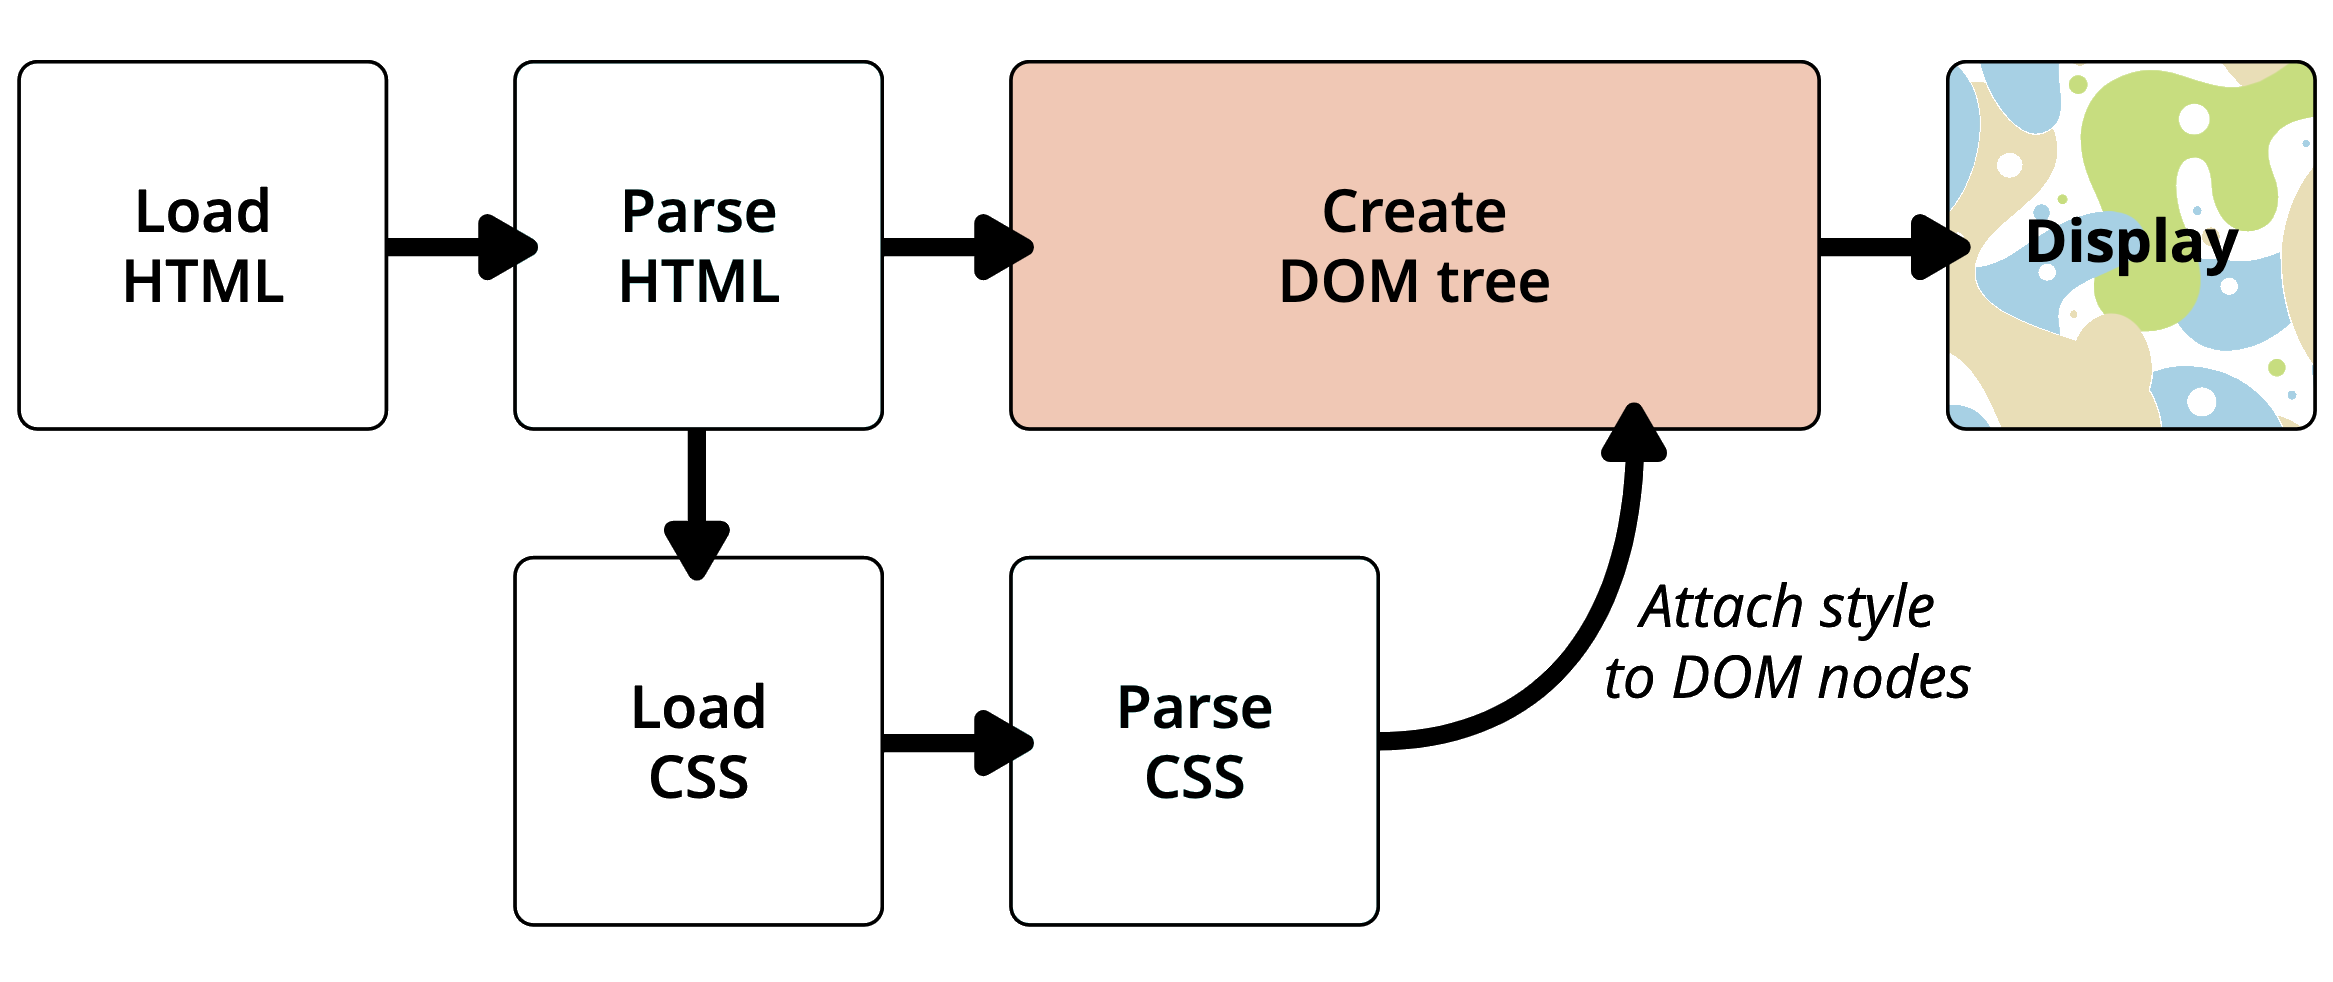 Load
HTML
Parse
HTML
Create
DOM tree
Display
Load
CSS
Parse
CSS
Attach style
to DOM nodes